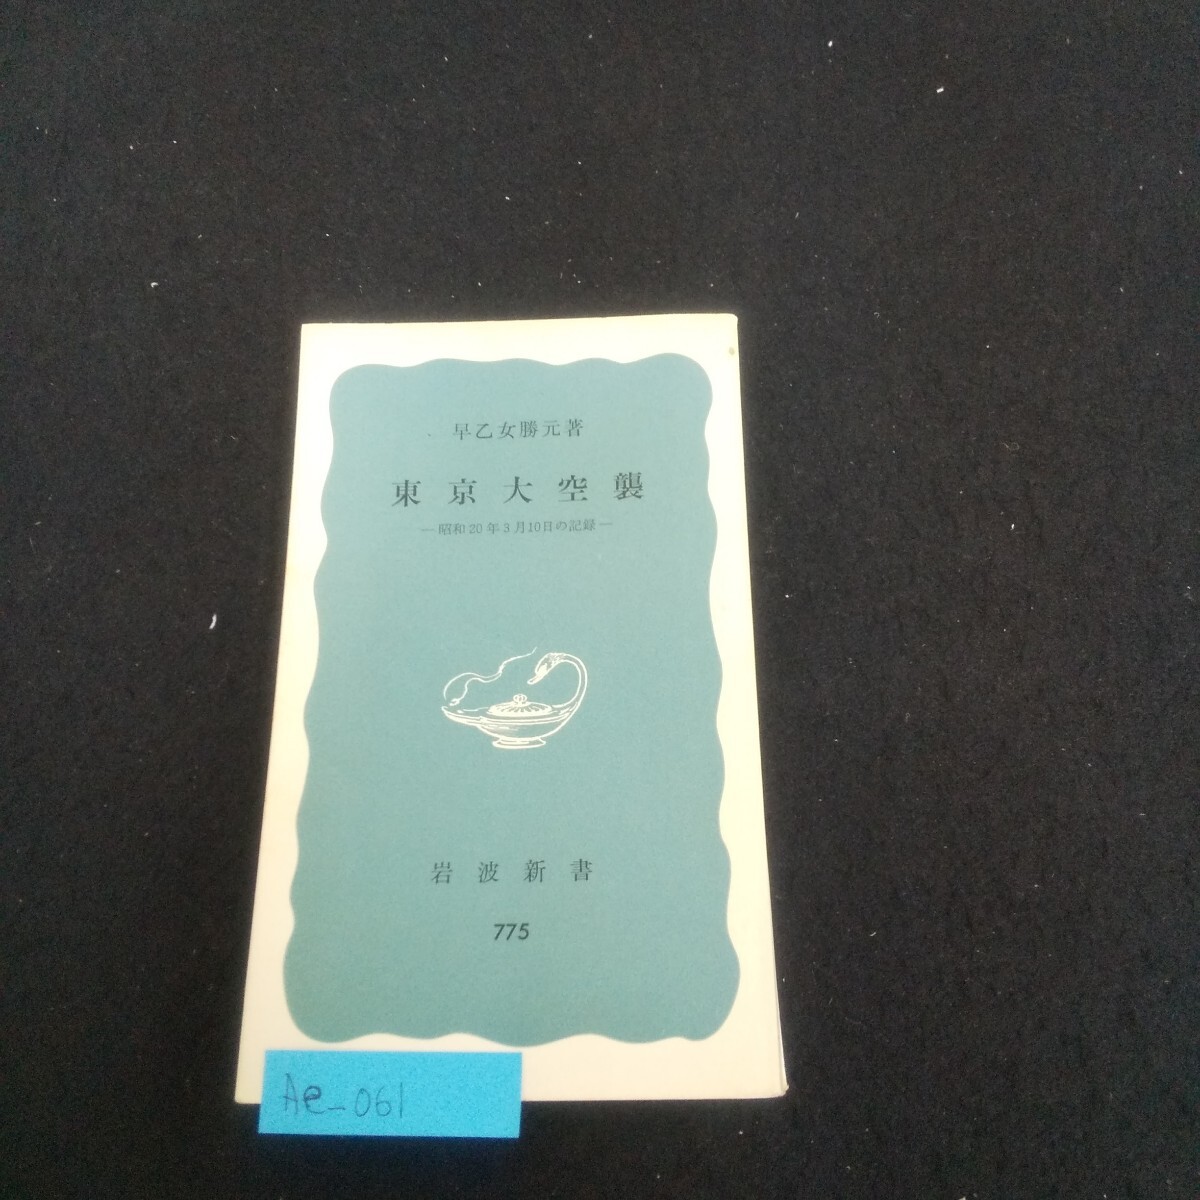 早乙女勝元著
東京大空襲
―昭和20年3月10日の記録―
岩波新書
775
Ae-061